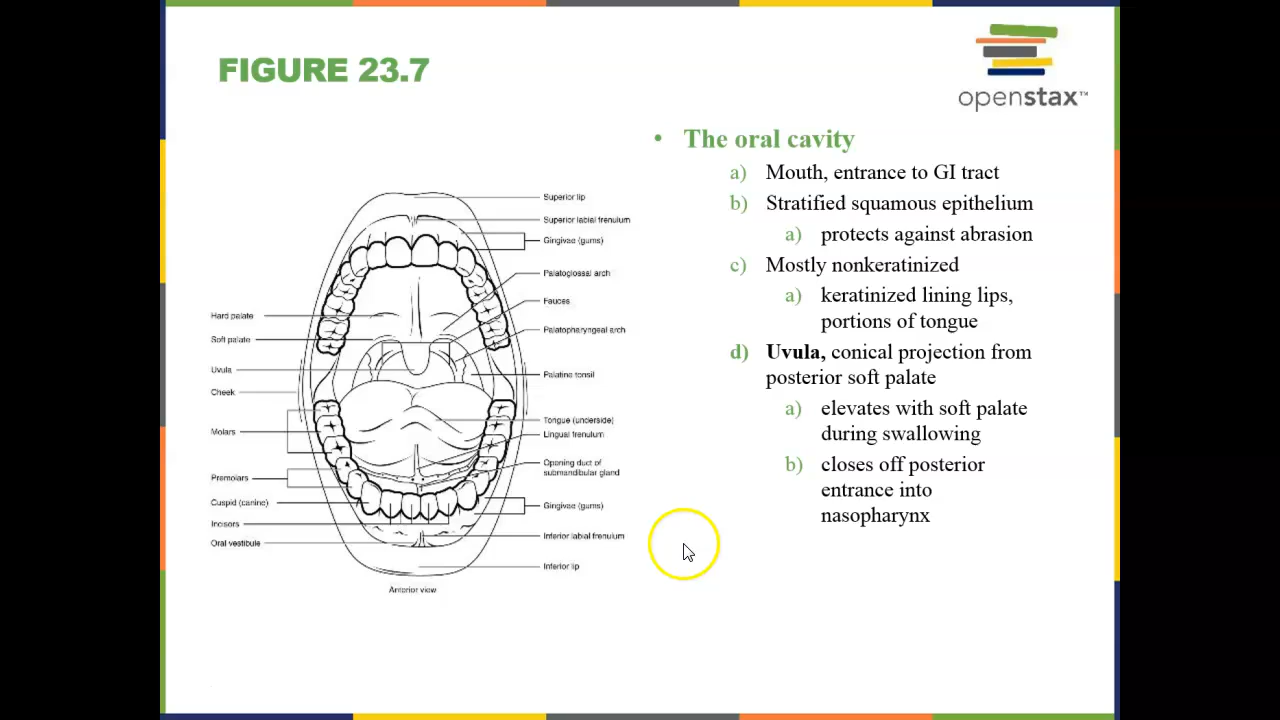 FIGURE 23.7
openstax™
• The oral cavity
a) Mouth, entrance to GI tract
b) Stratified squamous epithelium
a) protects against abrasion
c) Mostly nonkeratinized
a) keratinized lining lips,
portions of tongue
d) Uvula, conical projection from
posterior soft palate
a) elevates with soft palate
during swallowing
b) closes off posterior
entrance into
nasopharynx
Superior lip
Superior labial frenulum
Gingivae (gums)
Palatoglossal arch
Fauces
Palatopharyngeal arch
Palatine tonsil
Tongue (underside)
Lingual frenulum
Opening duct of
submandibular gland
Gingivae (gums)
Inferior labial frenulum
Inferior lip
Hard palate
Soft palate
Uvula
Cheek
Molars
Premolars
Cuspid (canine)
Incisors
Oral vestibule
Anterior view